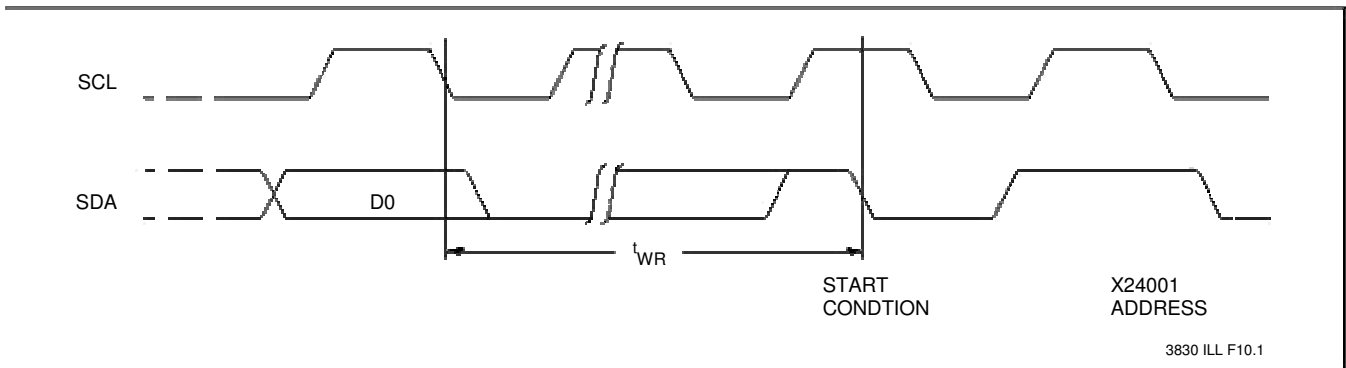 SCL
SDA
D0
tWR
START
CONDTION
X24001
ADDRESS
3830 ILL F10.1